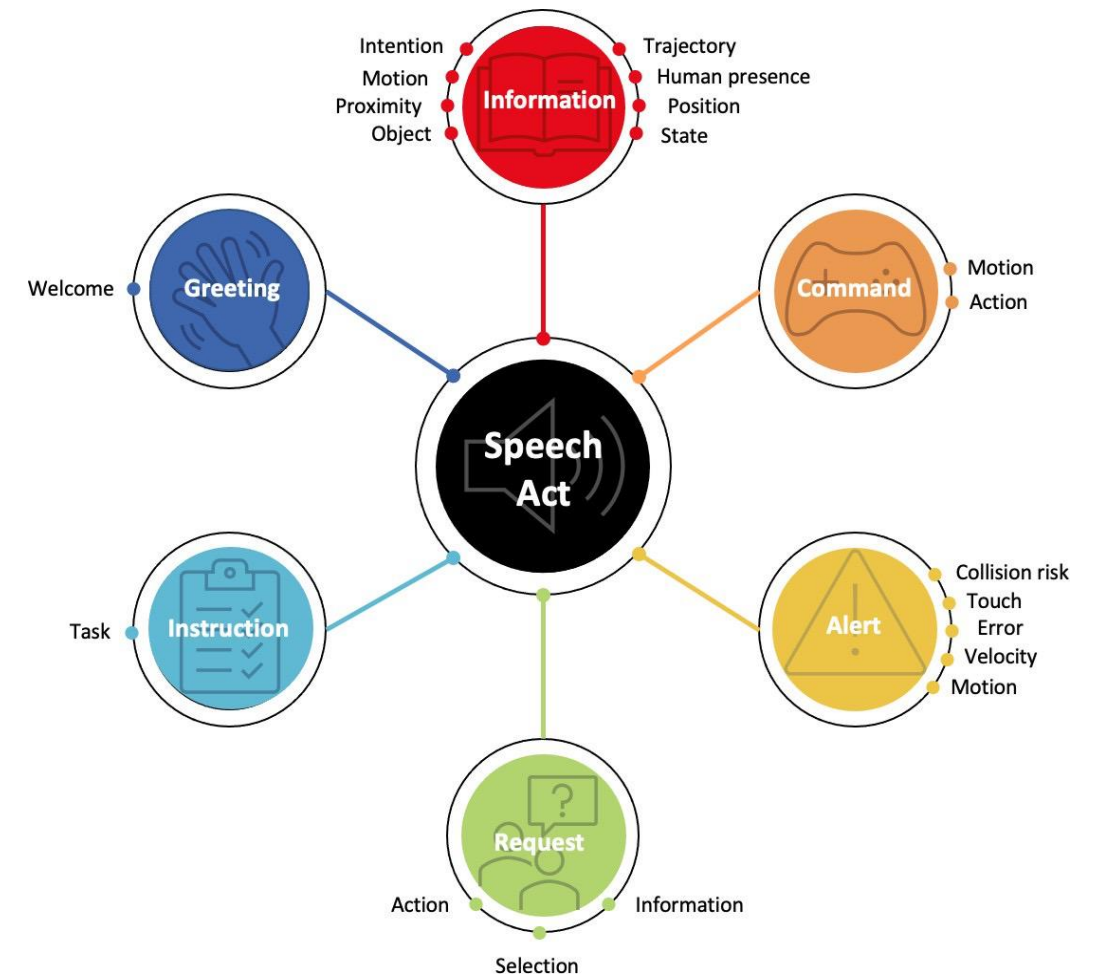 Intention
Motion
Proximity
Object
Information
Trajectory
Human presence
Position
State
Welcome
Greeting
Command
Motion
Action
Speech
Act
Task
Instruction
Alert
Collision risk
Touch
Error
Velocity
Motion
?
Request
Action
Selection
Information